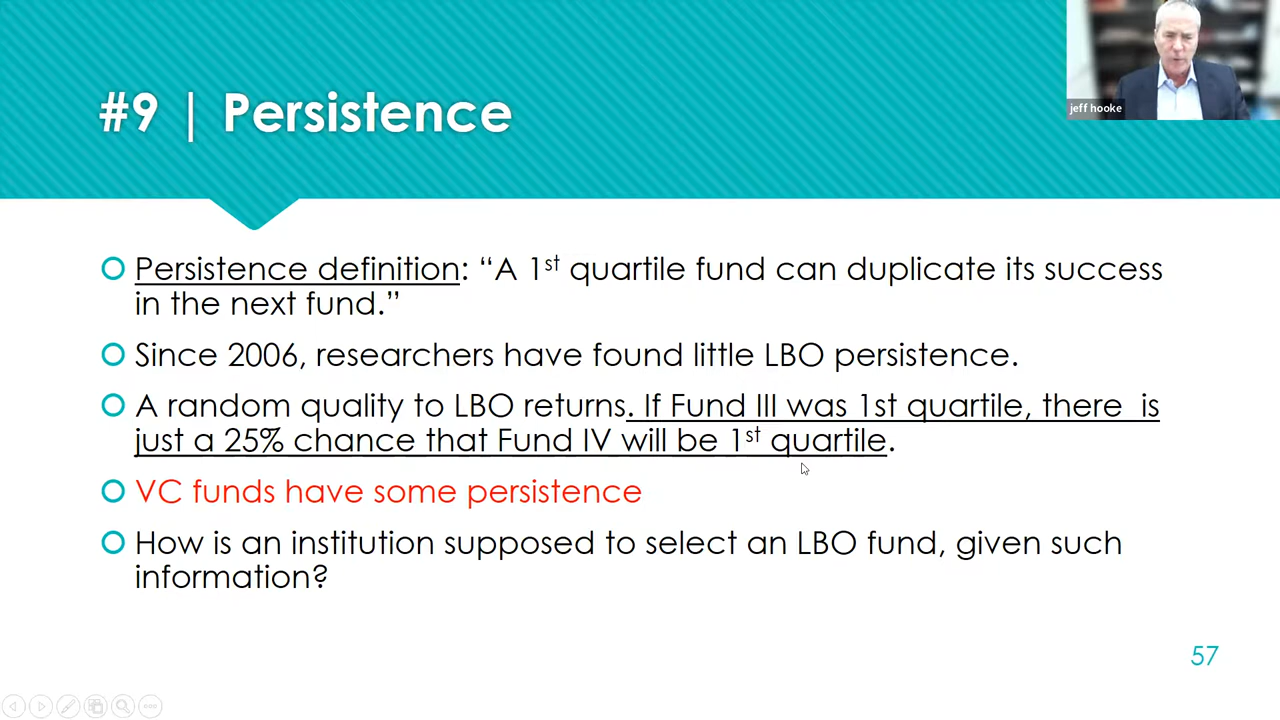 jeff hooke
#9 | Persistence
Persistence definition: “A 1st quartile fund can duplicate its success
in the next fund.”
Since 2006, researchers have found little LBO persistence.
A random quality to LBO returns. If Fund III was 1st quartile, there is
just a 25% chance that Fund IV will be 1st quartile.
VC funds have some persistence
How is an institution supposed to select an LBO fund, given such
information?
57